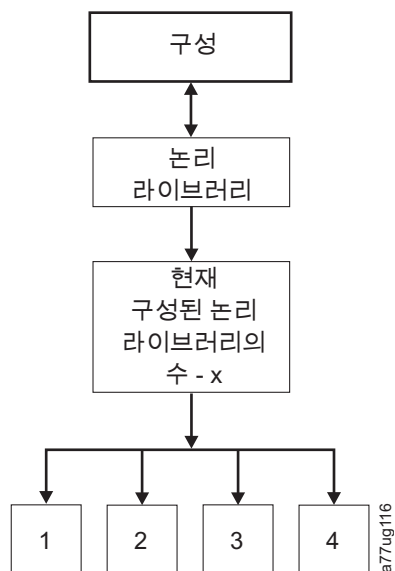 구성
논리
라이브러리
현재
구성된 논리
라이브러리의
수 - x
1 2 3 4
a77ug116